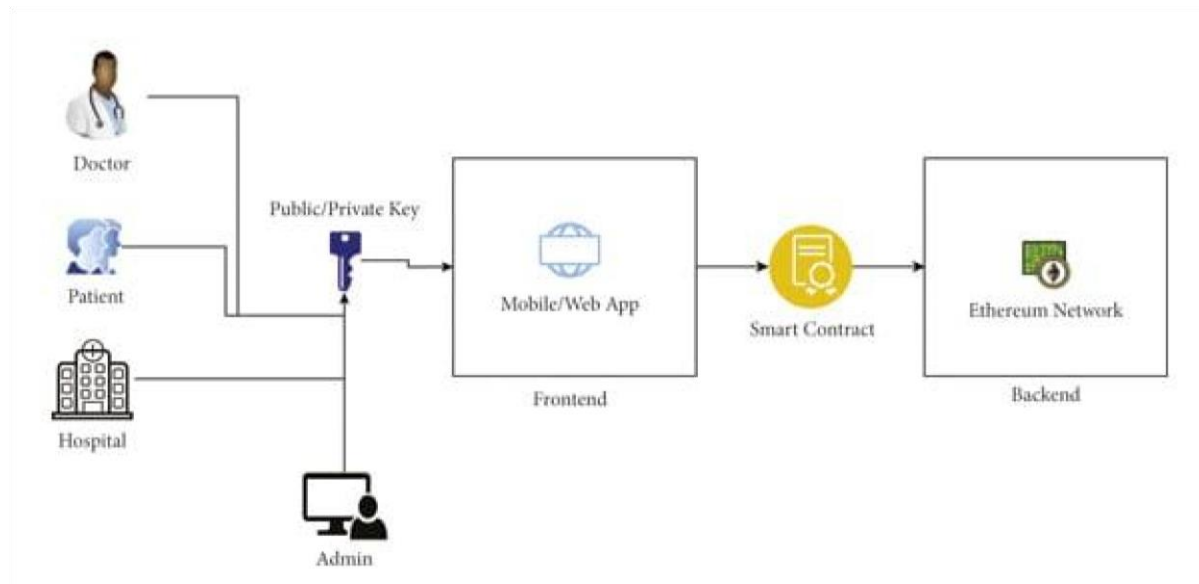 Doctor
Public/Private Key
Patient
Mobile/Web App
Ethereum Network
Smart Contract
Frontend
Backend
Hospital
Admin